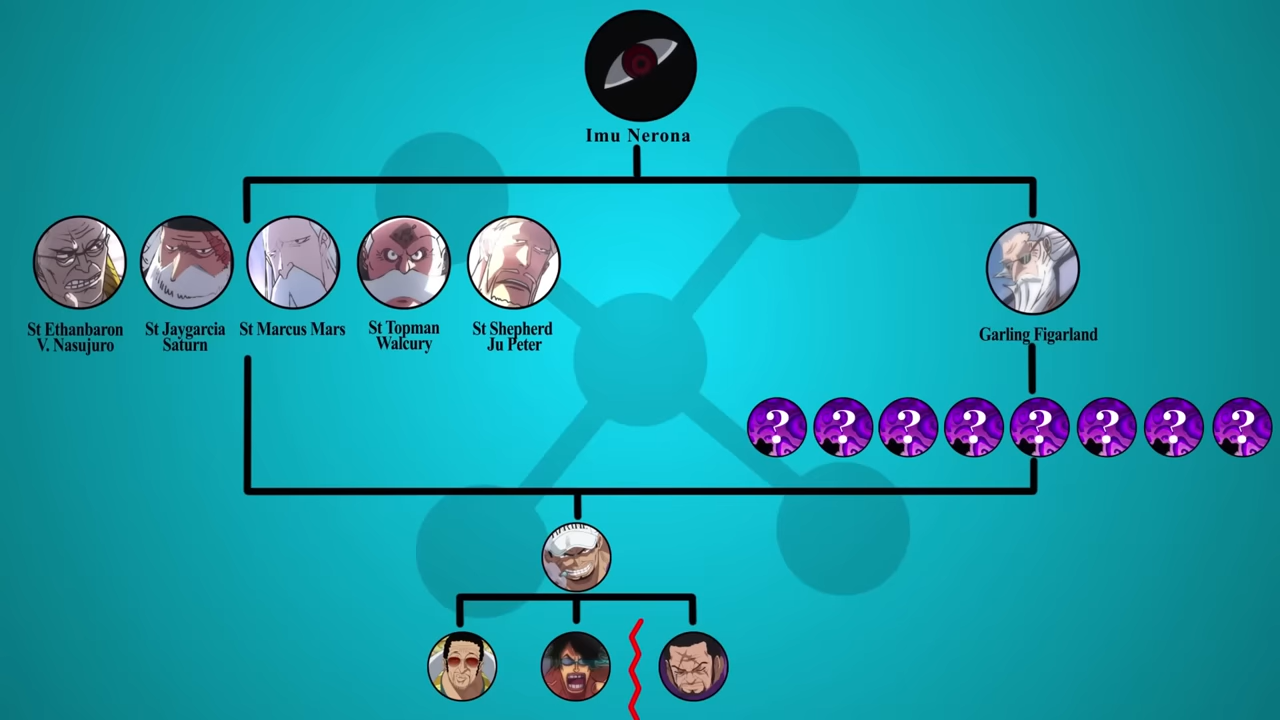 Imu Nerona
St Ethanbaron
V. Nasujuro
St Jaygarcia
Saturn
St Marcus Mars
St Topman
Walcury
St Shepherd
Ju Peter
Garling Figarland
? ? ? ? ? ? ? ?